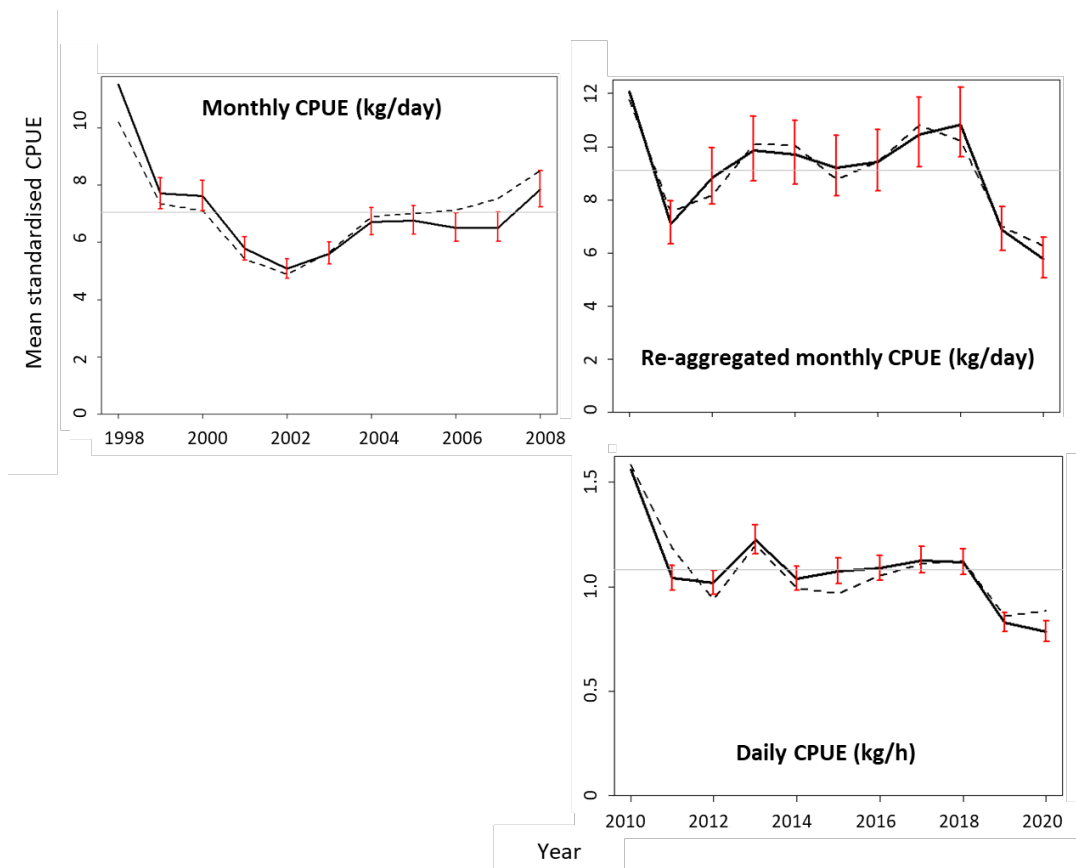 Mean standardised CPUE
Monthly CPUE (kg/day)
10
8
6
4
2
0
1998 2000 2002 2004 2006 2008
Re-aggregated monthly CPUE (kg/day)
12
10
8
6
4
2
0
Daily CPUE (kg/h)
1.5
1.0
0.5
0
2010 2012 2014 2016 2018 2020
Year